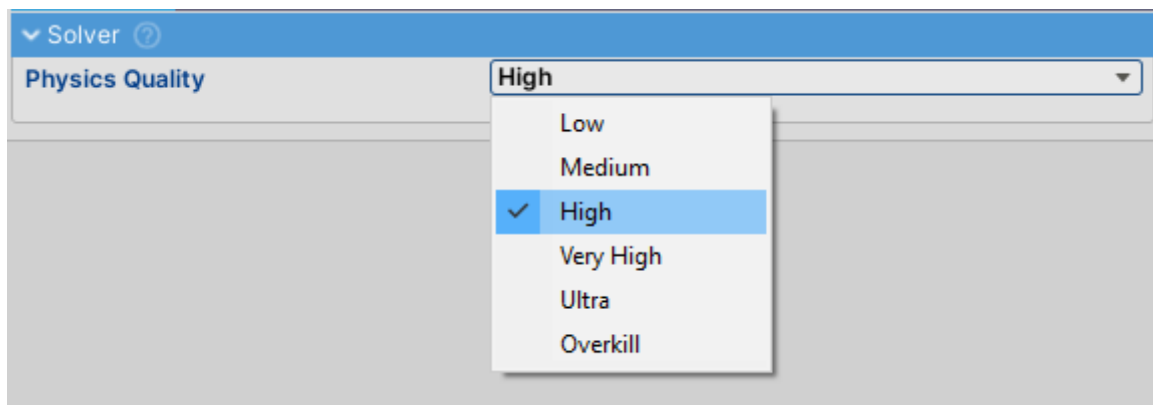 Solver ?
Physics Quality High
Low
Medium
High
Very High
Ultra
Overkill